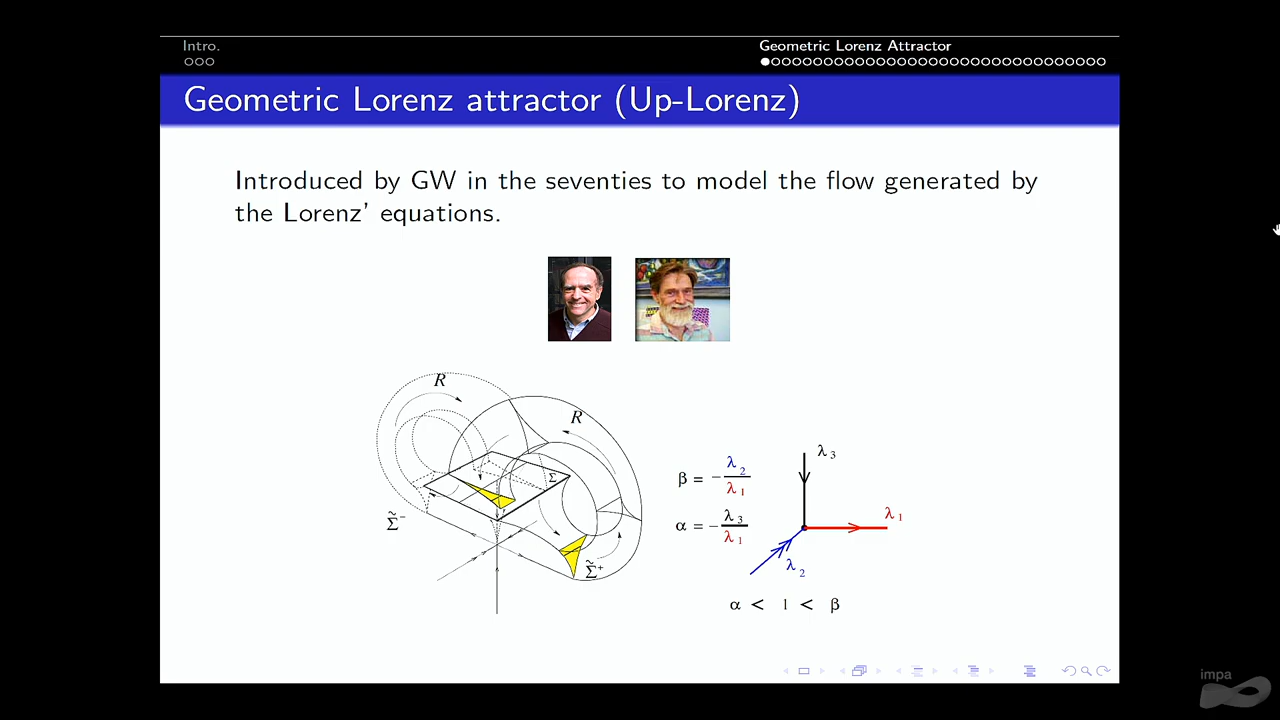 Intro.
Geometric Lorenz Attractor
Geometric Lorenz attractor (Up-Lorenz)
Introduced by GW in the seventies to model the flow generated by
the Lorenz' equations.
R
R
Σ
Σ̃⁻
Σ̃⁺
β = − λ₂/λ₁
α = − λ₃/λ₁
λ₃
λ₁
λ₂
α < 1 < β
impa